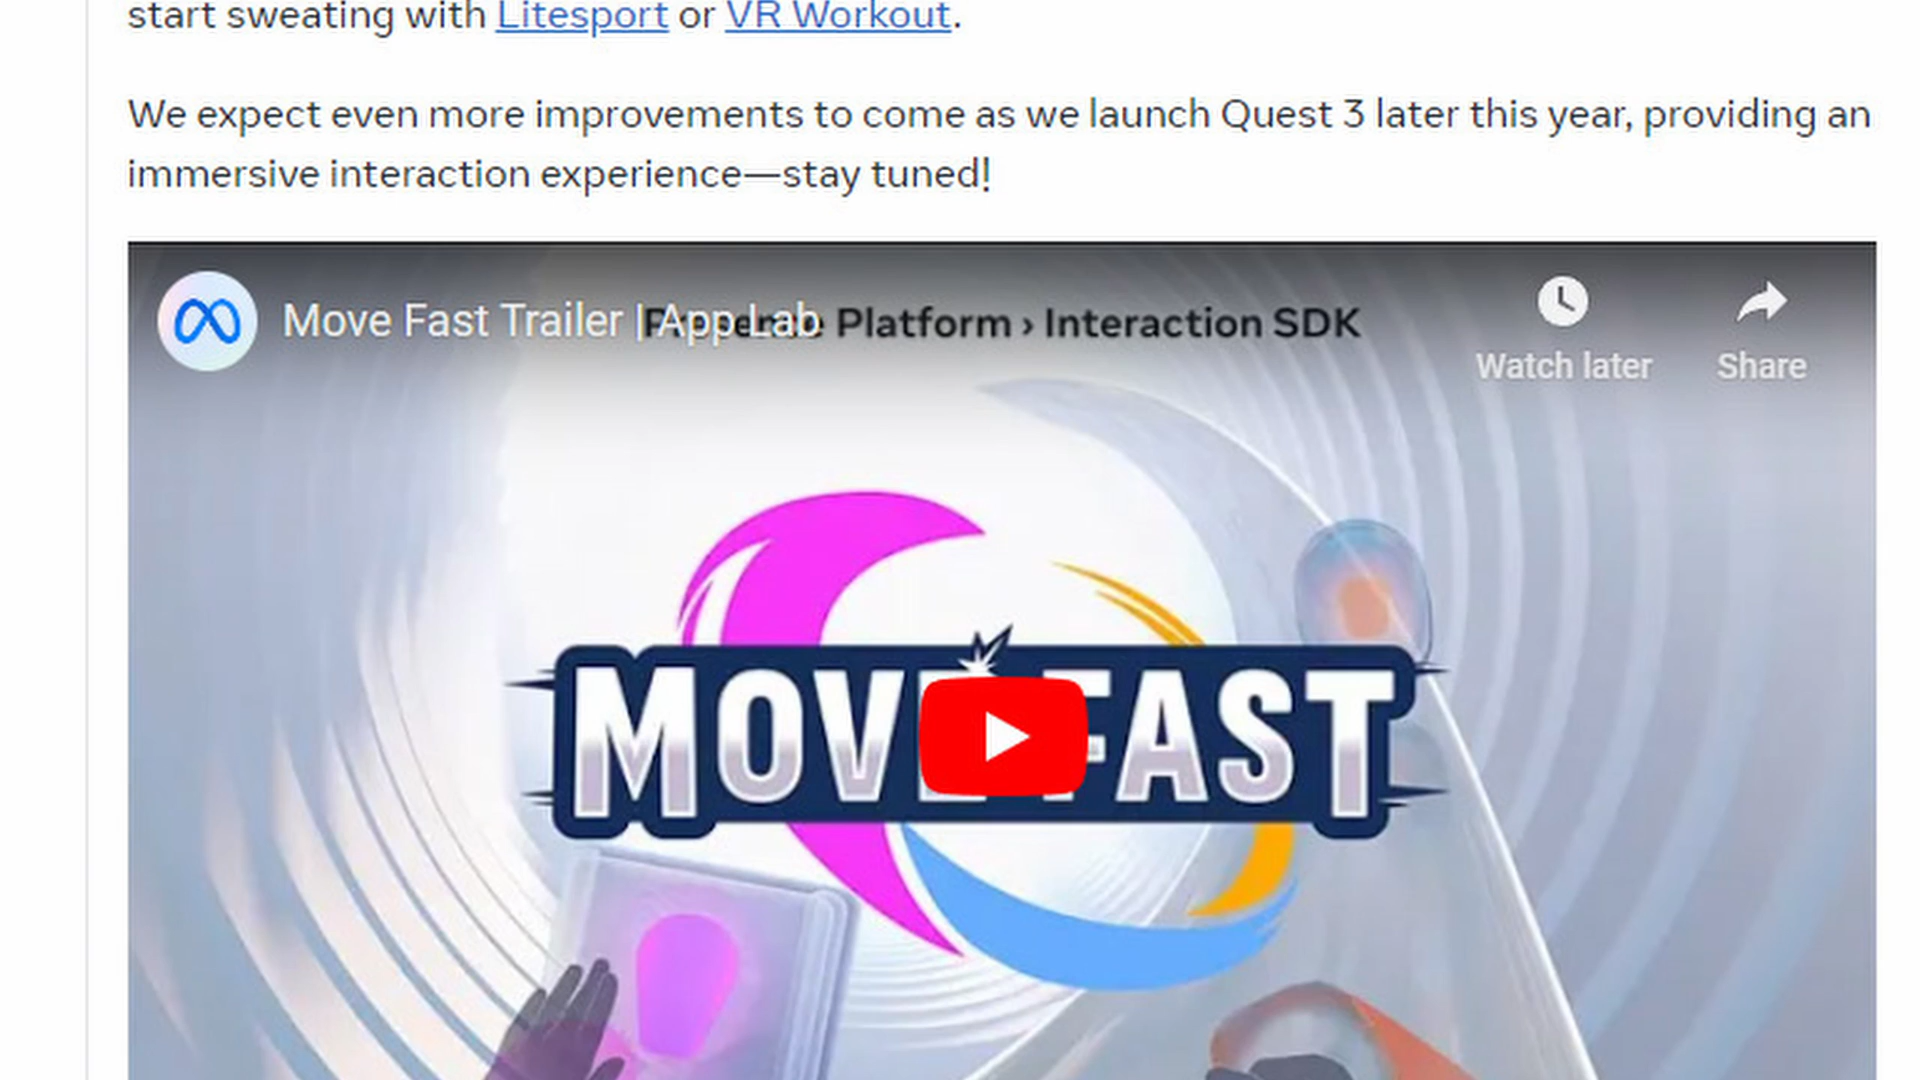 start sweating with Litesport or VR Workout.
We expect even more improvements to come as we launch Quest 3 later this year, providing an
immersive interaction experience—stay tuned!
Move Fast Trailer | App Lab
Presence Platform › Interaction SDK
Watch later
Share
MOVE FAST